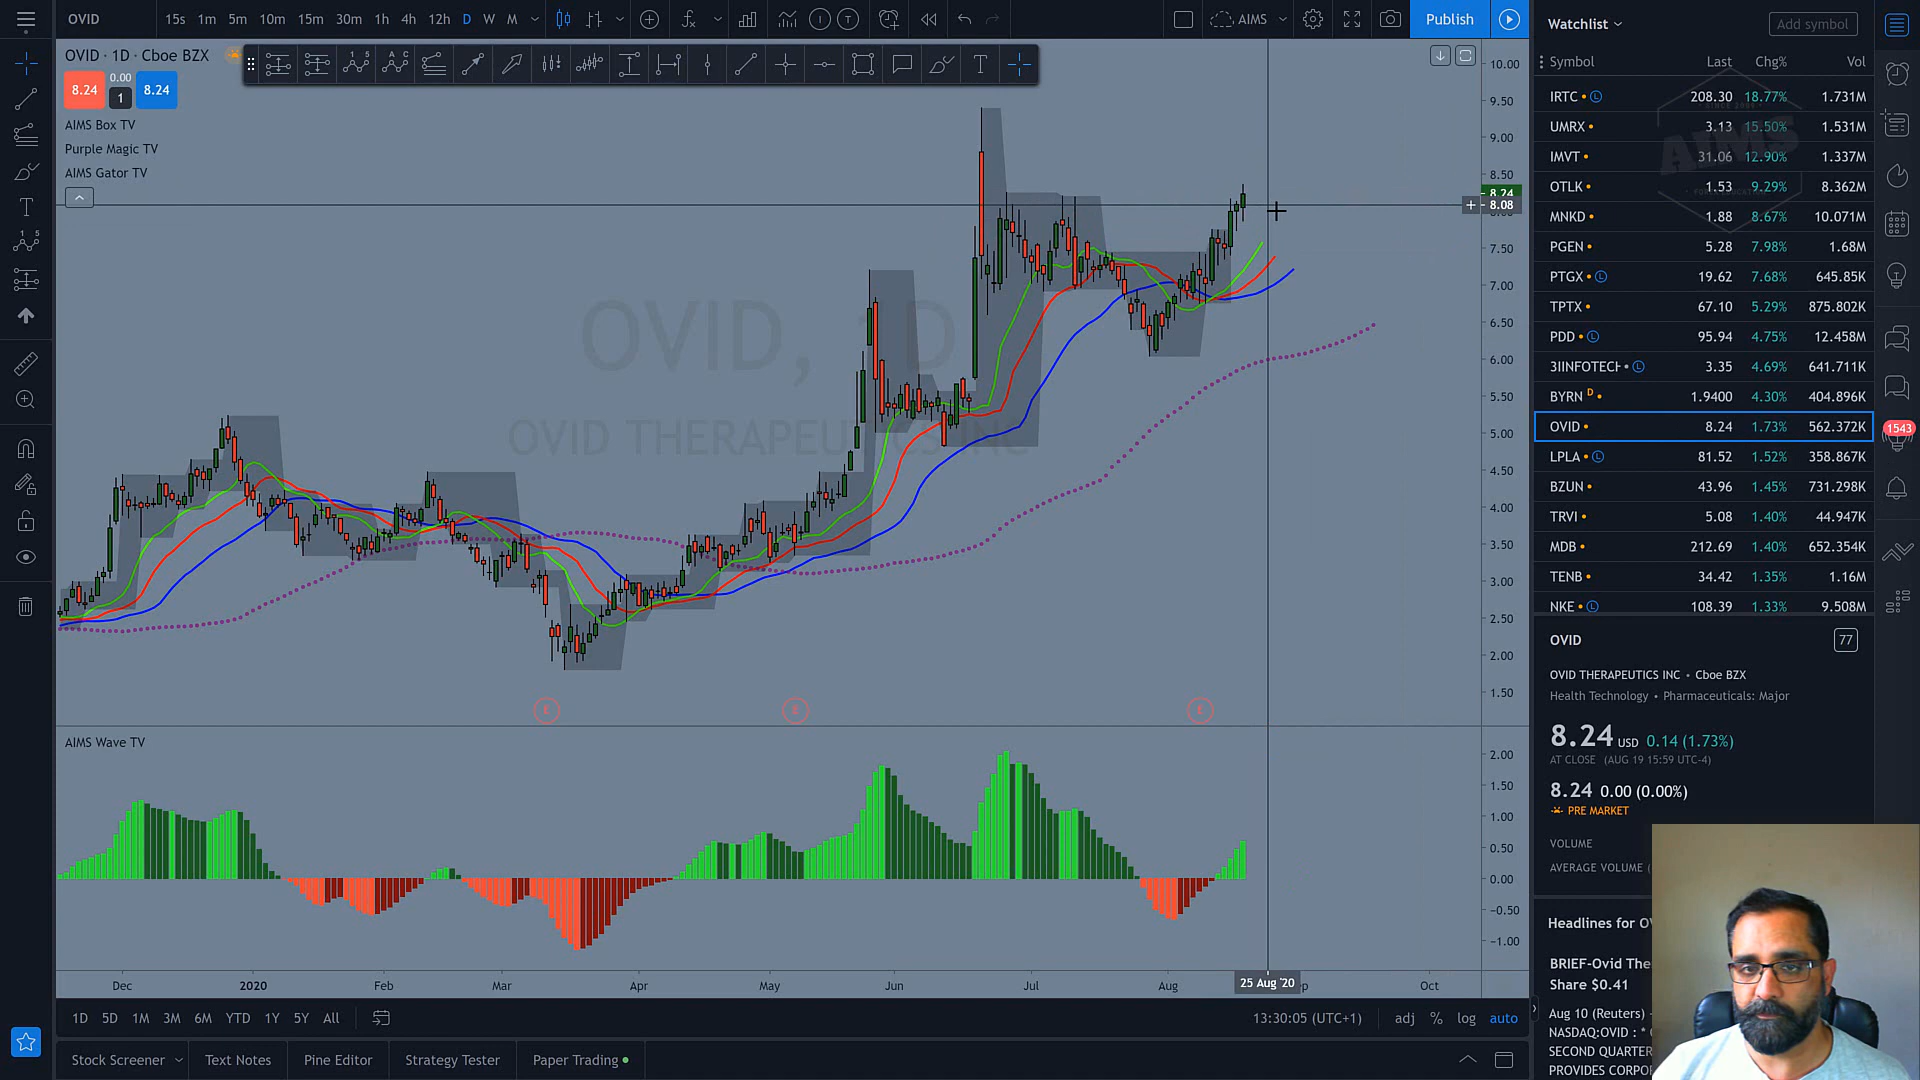 OVID
15s 1m 5m 10m 15m 30m 1h 4h 12h D W M
AIMS
Publish
OVID · 1D · Cboe BZX
8.24 0.00 1 8.24
AIMS Box TV
Purple Magic TV
AIMS Gator TV
OVID, 1D
OVID THERAPEUTICS INC
10.00
9.50
9.00
8.50
8.24
8.08
7.50
7.00
6.50
6.00
5.50
5.00
4.50
4.00
3.50
3.00
2.50
2.00
1.50
E E E
AIMS Wave TV
2.00
1.50
1.00
0.50
0.00
−0.50
−1.00
Dec 2020 Feb Mar Apr May Jun Jul Aug 25 Aug '20 Oct
1D 5D 1M 3M 6M YTD 1Y 5Y All
13:30:05 (UTC+1) adj % log auto
Stock Screener Text Notes Pine Editor Strategy Tester Paper Trading
Watchlist Add symbol
Symbol Last Chg% Vol
IRTC L 208.30 18.77% 1.731M
UMRX 3.13 15.50% 1.531M
IMVT 31.06 12.90% 1.337M
OTLK 1.53 9.29% 8.362M
MNKD 1.88 8.67% 10.071M
PGEN 5.28 7.98% 1.68M
PTGX L 19.62 7.68% 645.85K
TPTX 67.10 5.29% 875.802K
PDD L 95.94 4.75% 12.458M
3IINFOTECH L 3.35 4.69% 641.711K
BYRN D 1.9400 4.30% 404.896K
OVID 8.24 1.73% 562.372K
LPLA L 81.52 1.52% 358.867K
BZUN 43.96 1.45% 731.298K
TRVI 5.08 1.40% 44.947K
MDB 212.69 1.40% 652.354K
TENB 34.42 1.35% 1.16M
NKE L 108.39 1.33% 9.508M
AIMS
1543
OVID 77
OVID THERAPEUTICS INC • Cboe BZX
Health Technology • Pharmaceuticals: Major
8.24 USD 0.14 (1.73%)
AT CLOSE (AUG 19 15:59 UTC-4)
8.24 0.00 (0.00%)
PRE MARKET
VOLUME
AVERAGE VOLUME (
Headlines for
BRIEF-Ovid The
Share $0.41
Aug 10 (Reuters) -
NASDAQ:OVID : *
SECOND QUARTER
PROVIDES CORPO